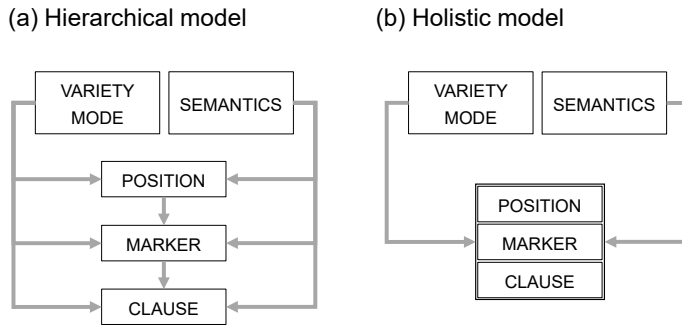 (a) Hierarchical model
VARIETY
MODE
SEMANTICS
POSITION
MARKER
CLAUSE
(b) Holistic model
VARIETY
MODE
SEMANTICS
POSITION
MARKER
CLAUSE